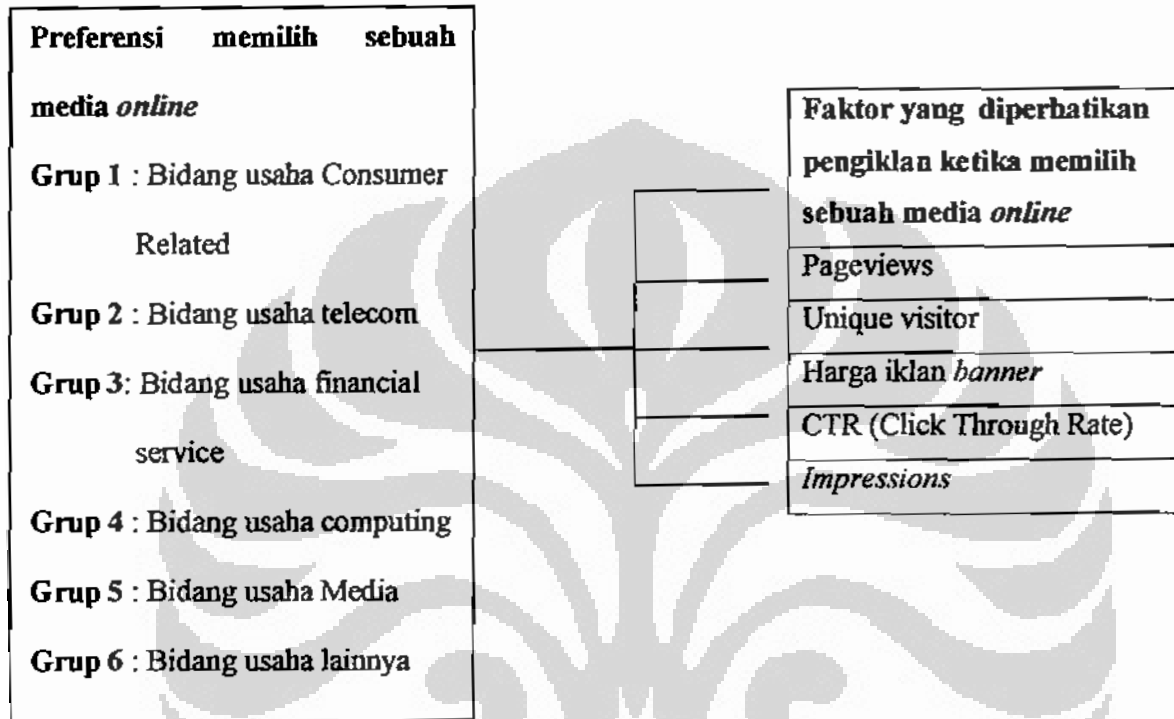 Preferensi memilih sebuah
media online
Grup 1 : Bidang usaha Consumer
Related
Grup 2 : Bidang usaha telecom
Grup 3: Bidang usaha financial
service
Grup 4 : Bidang usaha computing
Grup 5 : Bidang usaha Media
Grup 6 : Bidang usaha lainnya
Faktor yang diperhatikan
pengiklan ketika memilih
sebuah media online
Pageviews
Unique visitor
Harga iklan banner
CTR (Click Through Rate)
Impressions